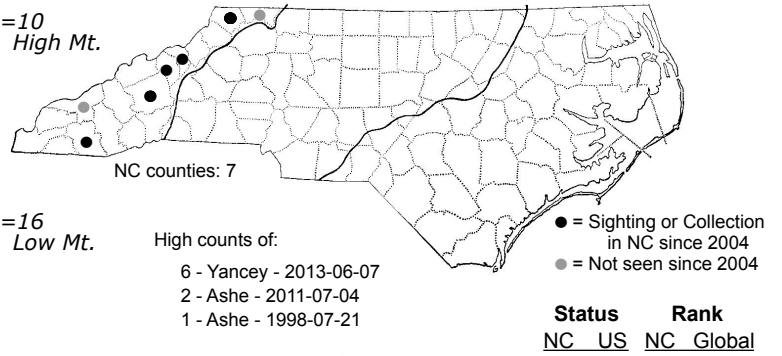 =10
High Mt.
NC counties: 7
=16
Low Mt.
High counts of:
6 - Yancey - 2013-06-07
2 - Ashe - 2011-07-04
1 - Ashe - 1998-07-21
= Sighting or Collection
in NC since 2004
= Not seen since 2004
Status Rank
NC US NC Global